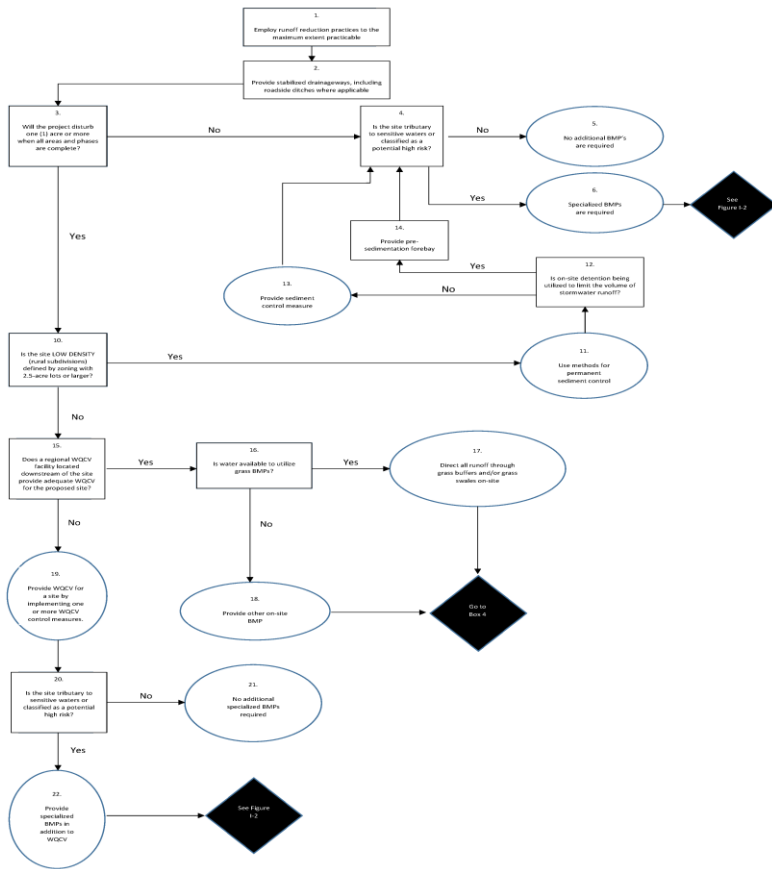 1.
Employ runoff reduction practices to the
maximum extent practicable
2.
Provide stabilized drainageways, including
roadside ditches where applicable
3.
Will the project disturb
one (1) acre or more
when all areas and phases
are complete?
No
4.
Is the site tributary
to sensitive waters or
classified as a
potential high risk?
No
5.
No additional BMP's
are required
Yes
6.
Specialized BMPs
are required
See
Figure I-2
Yes
14.
Provide pre-
sedimentation forebay
Yes
12.
Is on-site detention being
utilized to limit the volume of
stormwater runoff?
13.
Provide sediment
control measure
No
10.
Is the site LOW DENSITY
(rural subdivisions)
defined by zoning with
2.5-acre lots or larger?
Yes
11.
Use methods for
permanent
sediment control
No
15.
Does a regional WQCV
facility located
downstream of the site
provide adequate WQCV
for the proposed site?
Yes
16.
Is water available to utilize
grass BMPs?
Yes
17.
Direct all runoff through
grass buffers and/or grass
swales on-site
No
No
19.
Provide WQCV for
a site by
implementing one
or more WQCV
control measures.
18.
Provide other on-site
BMP
Go to
Box 4
20.
Is the site tributary to
sensitive waters or
classified as a potential
high risk?
No
21.
No additional
specialized BMPs
required
Yes
22.
Provide
specialized
BMPs in
addition to
WQCV
See Figure
I-2